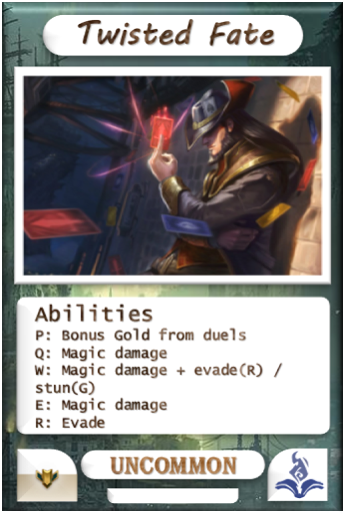 Twisted Fate
Abilities
P: Bonus Gold from duels
Q: Magic damage
W: Magic damage + evade(R) /
stun(G)
E: Magic damage
R: Evade
UNCOMMON